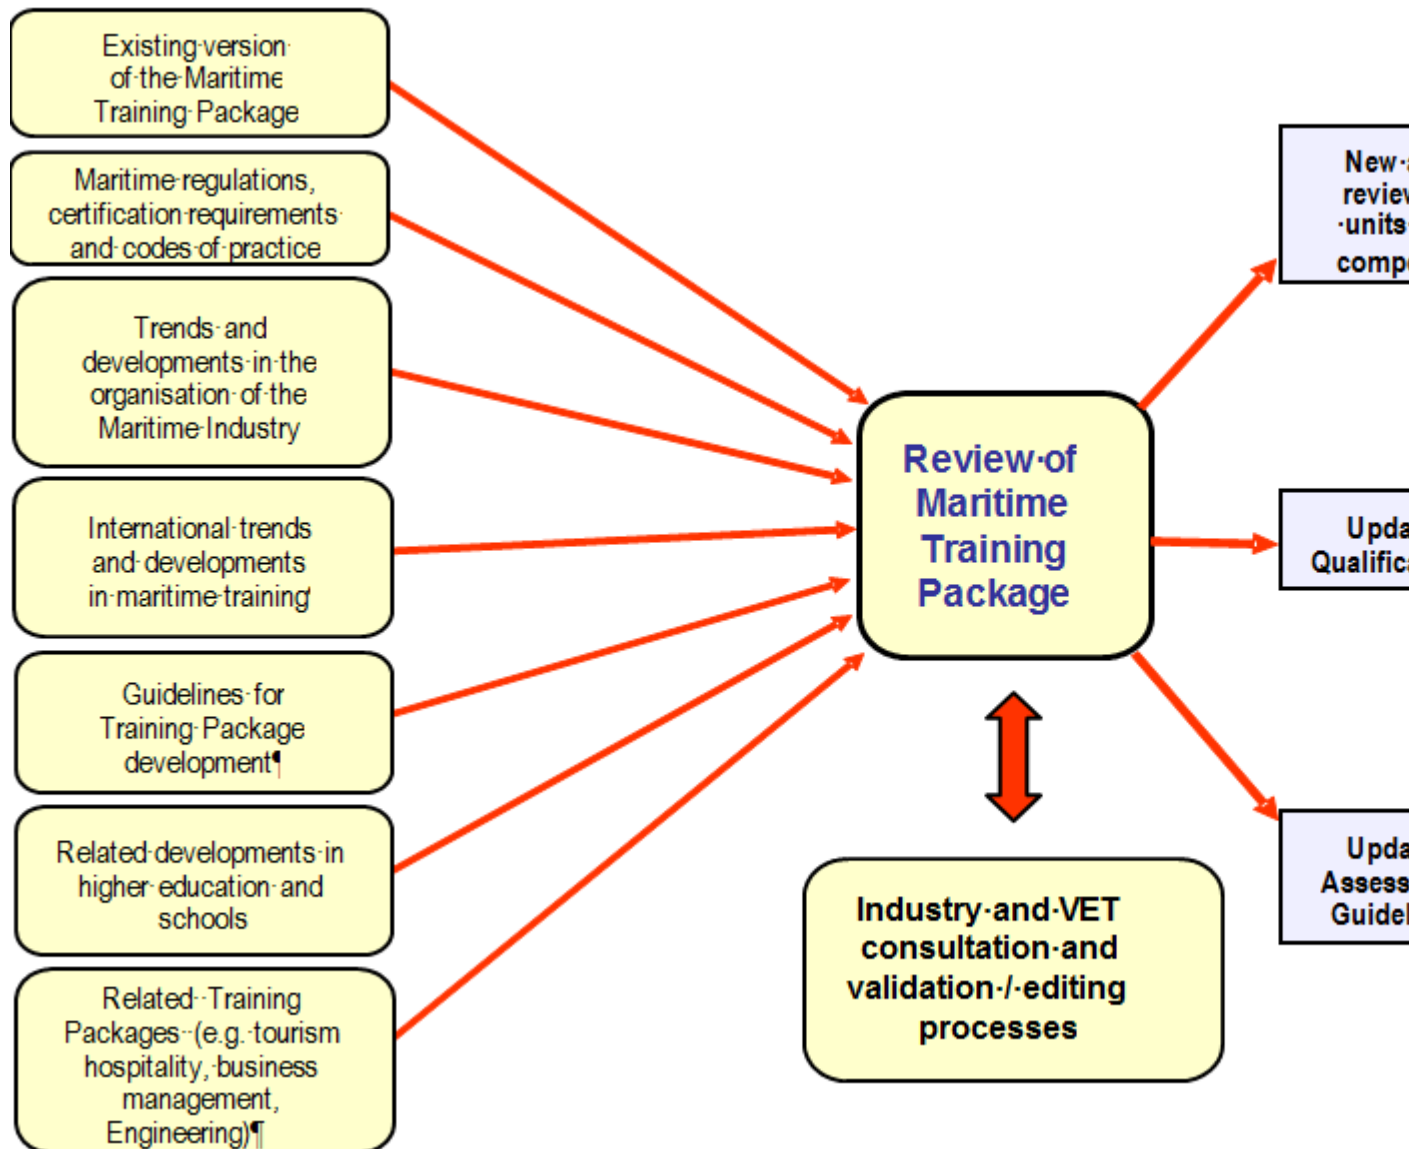 Existing version
of the Maritime
Training Package
Maritime regulations,
certification requirements
and codes of practice
Trends and
developments in the
organisation of the
Maritime Industry
International trends
and developments
in maritime training
Guidelines for
Training Package
development¶
Related developments in
higher education and
schools
Related Training
Packages (e.g. tourism
hospitality, business
management,
Engineering)¶
Review of
Maritime
Training
Package
Industry and VET
consultation and
validation / editing
processes
New
units